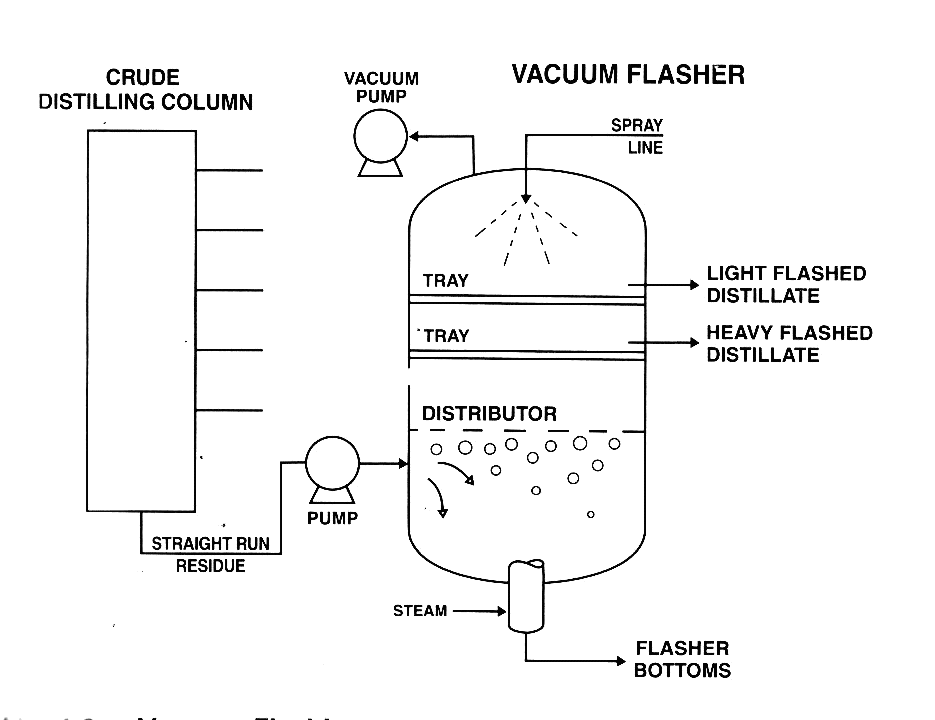 CRUDE
DISTILLING COLUMN
VACUUM
PUMP
VACUUM FLASHER
SPRAY
LINE
TRAY
LIGHT FLASHED
DISTILLATE
TRAY
HEAVY FLASHED
DISTILLATE
DISTRIBUTOR
PUMP
STRAIGHT RUN
RESIDUE
STEAM
FLASHER
BOTTOMS